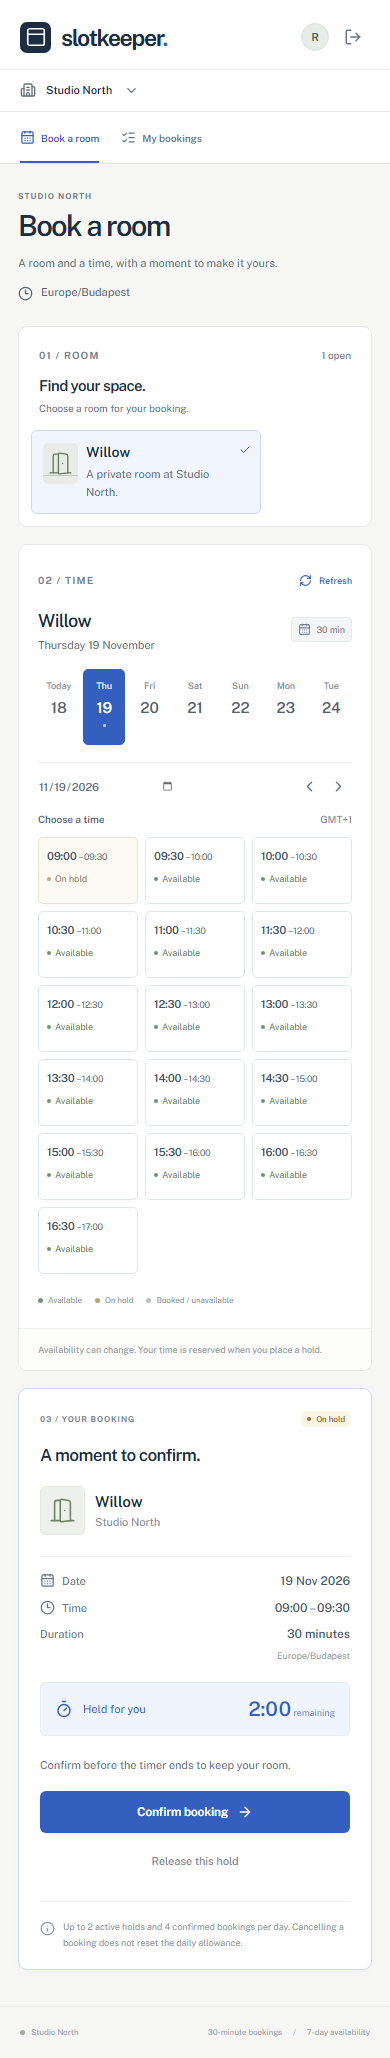 slotkeeper.
R
Studio North
Book a room
My bookings
STUDIO NORTH
Book a room
A room and a time, with a moment to make it yours.
Europe/Budapest
01 / ROOM
1 open
Find your space.
Choose a room for your booking.
Willow
A private room at Studio
North.
02 / TIME
Refresh
Willow
30 min
Thursday 19 November
Today Thu Fri Sat Sun Mon Tue
18 19 20 21 22 23 24
11/19/2026
Choose a time
GMT+1
09:00 –09:30 09:30 –10:00 10:00 –10:30
On hold Available Available
10:30 –11:00 11:00 –11:30 11:30 –12:00
Available Available Available
12:00 –12:30 12:30 –13:00 13:00 –13:30
Available Available Available
13:30 –14:00 14:00 –14:30 14:30 –15:00
Available Available Available
15:00 –15:30 15:30 –16:00 16:00 –16:30
Available Available Available
16:30 –17:00
Available
Available On hold Booked / unavailable
Availability can change. Your time is reserved when you place a hold.
03 / YOUR BOOKING
On hold
A moment to confirm.
Willow
Studio North
Date 19 Nov 2026
Time 09:00 – 09:30
Duration 30 minutes
Europe/Budapest
Held for you 2:00 remaining
Confirm before the timer ends to keep your room.
Confirm booking
Release this hold
Up to 2 active holds and 4 confirmed bookings per day. Cancelling a
booking does not reset the daily allowance.
Studio North 30-minute bookings / 7-day availability